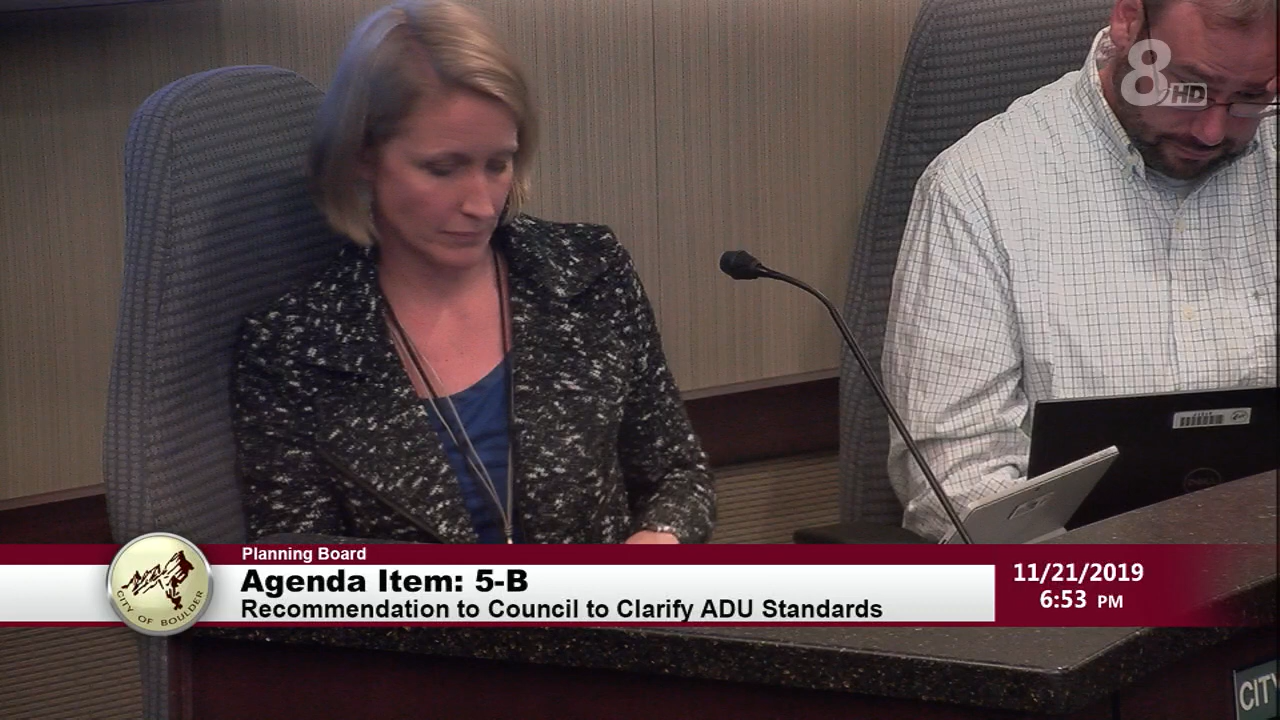 8
HD
Planning Board
Agenda Item: 5-B
Recommendation to Council to Clarify ADU Standards
11/21/2019
6:53 PM
CITY OF BOULDER
DELL
CITY